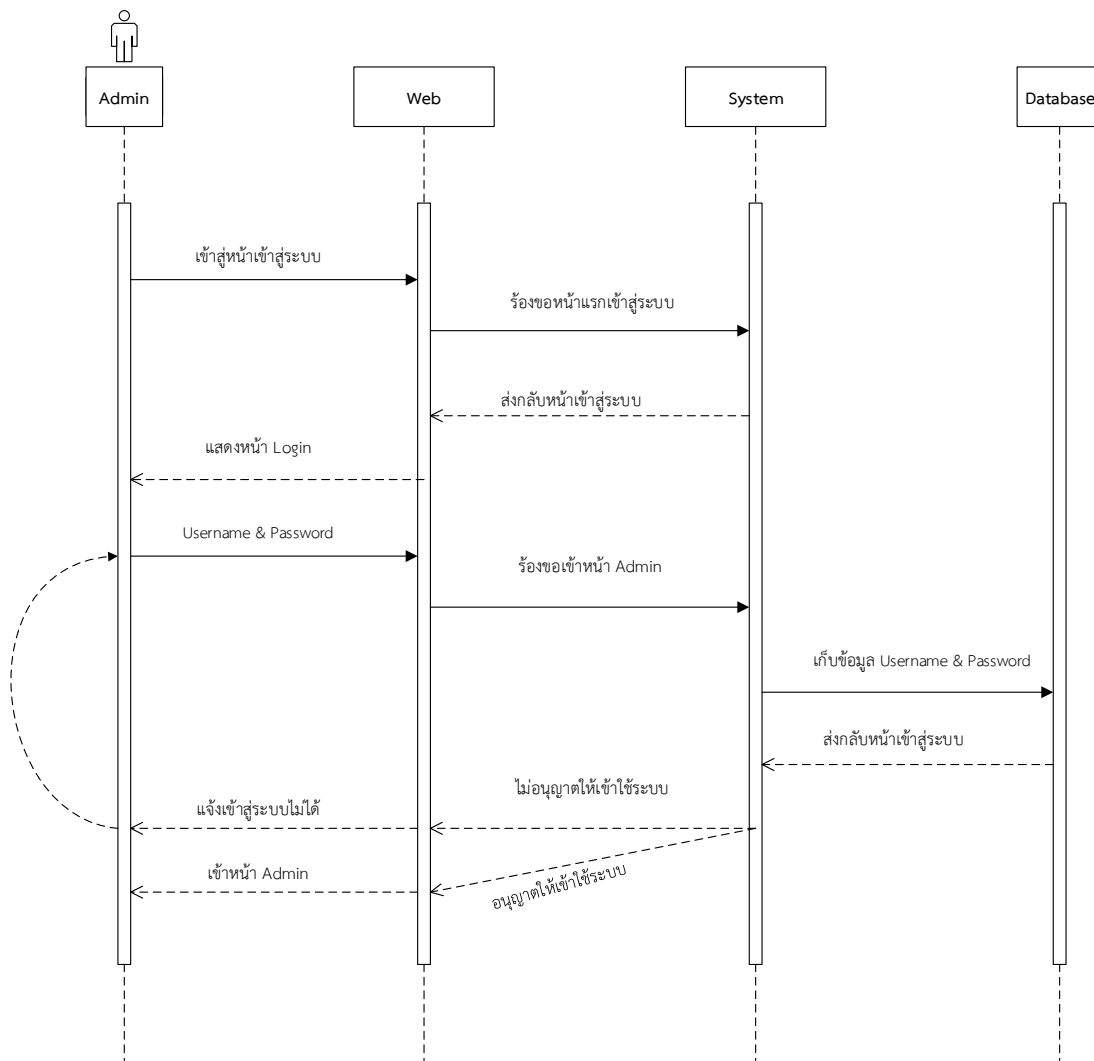 Admin
Web
System
Database
เข้าสู่หน้าเข้าสู่ระบบ
ร้องขอหน้าแรกเข้าสู่ระบบ
ส่งกลับหน้าเข้าสู่ระบบ
แสดงหน้า Login
Username & Password
ร้องขอเข้าหน้า Admin
เก็บข้อมูล Username & Password
ส่งกลับหน้าเข้าสู่ระบบ
ไม่อนุญาตให้เข้าใช้ระบบ
แจ้งเข้าสู่ระบบไม่ได้
เข้าหน้า Admin
อนุญาตให้เข้าใช้ระบบ